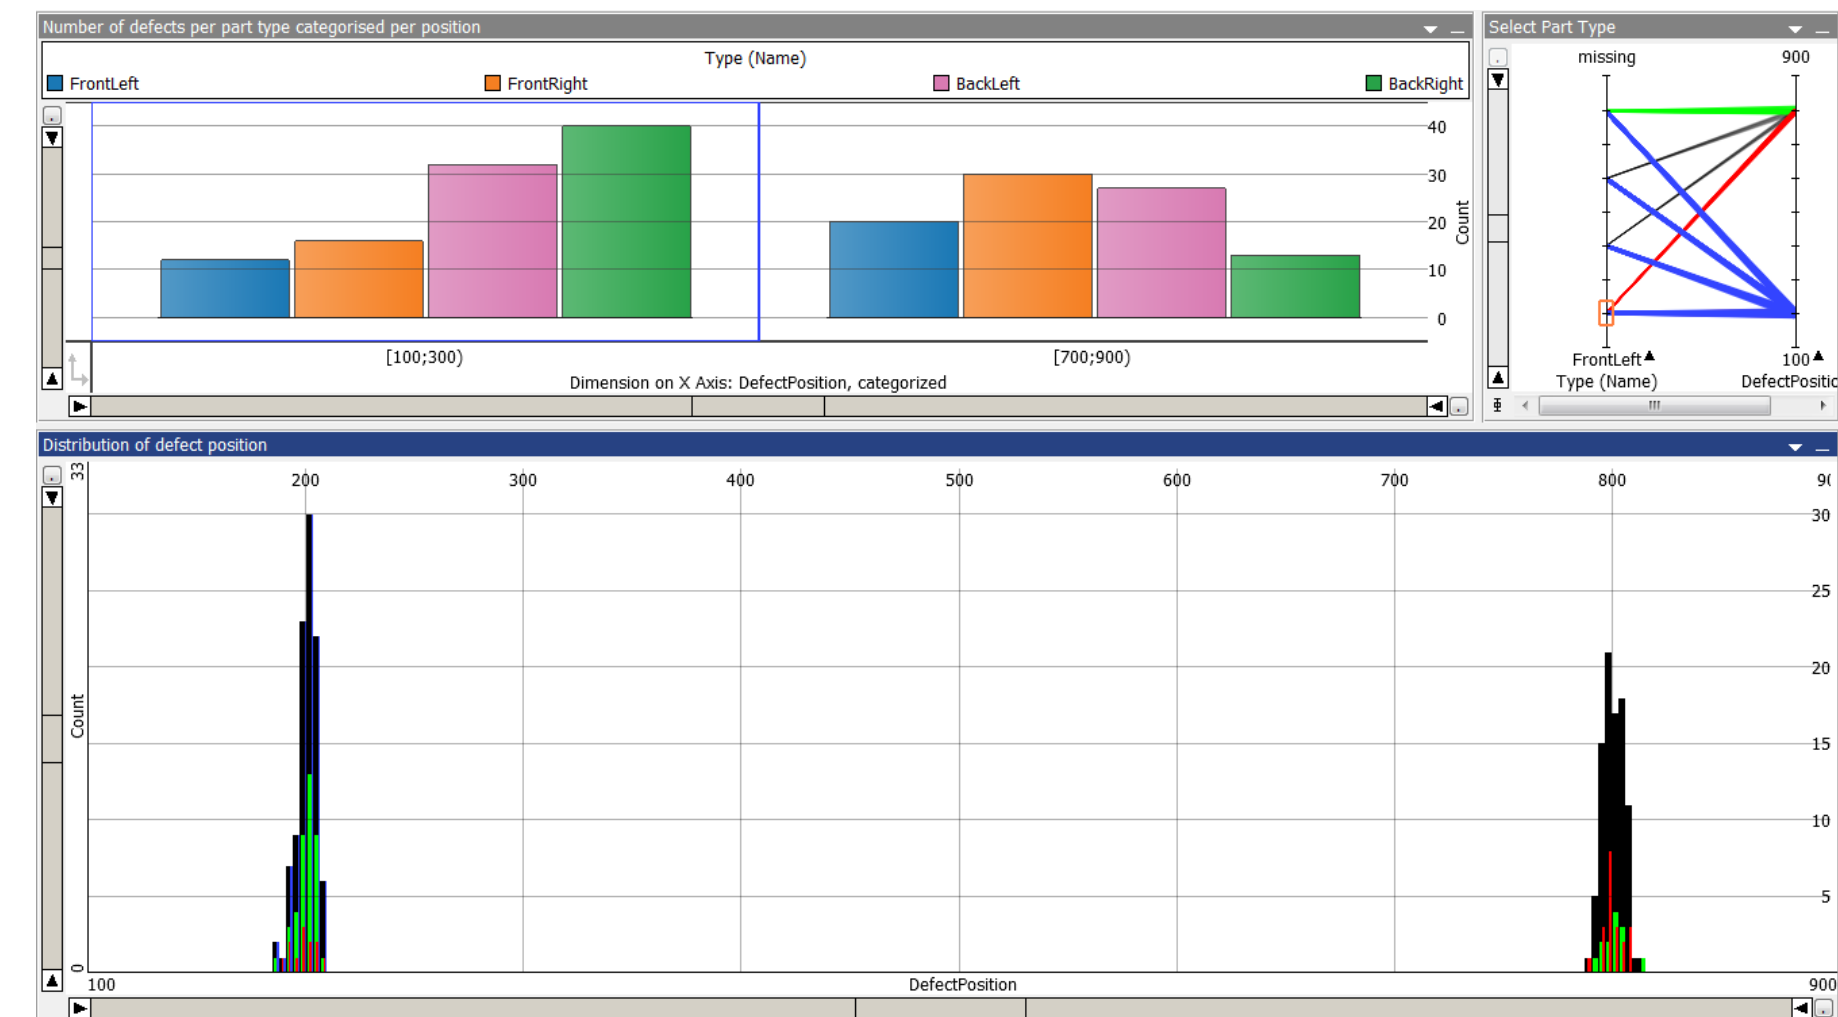 Number of defects per part type categorised per position
Type (Name)
FrontLeft FrontRight BackLeft BackRight
40
30
20
10
0
Count
[100;300) [700;900)
Dimension on X Axis: DefectPosition, categorized
Select Part Type
missing 900
FrontLeft 100
Type (Name) DefectPositic
Distribution of defect position
33
200 300 400 500 600 700 800 90
30
25
20
15
10
5
Count
0
100 DefectPosition 900